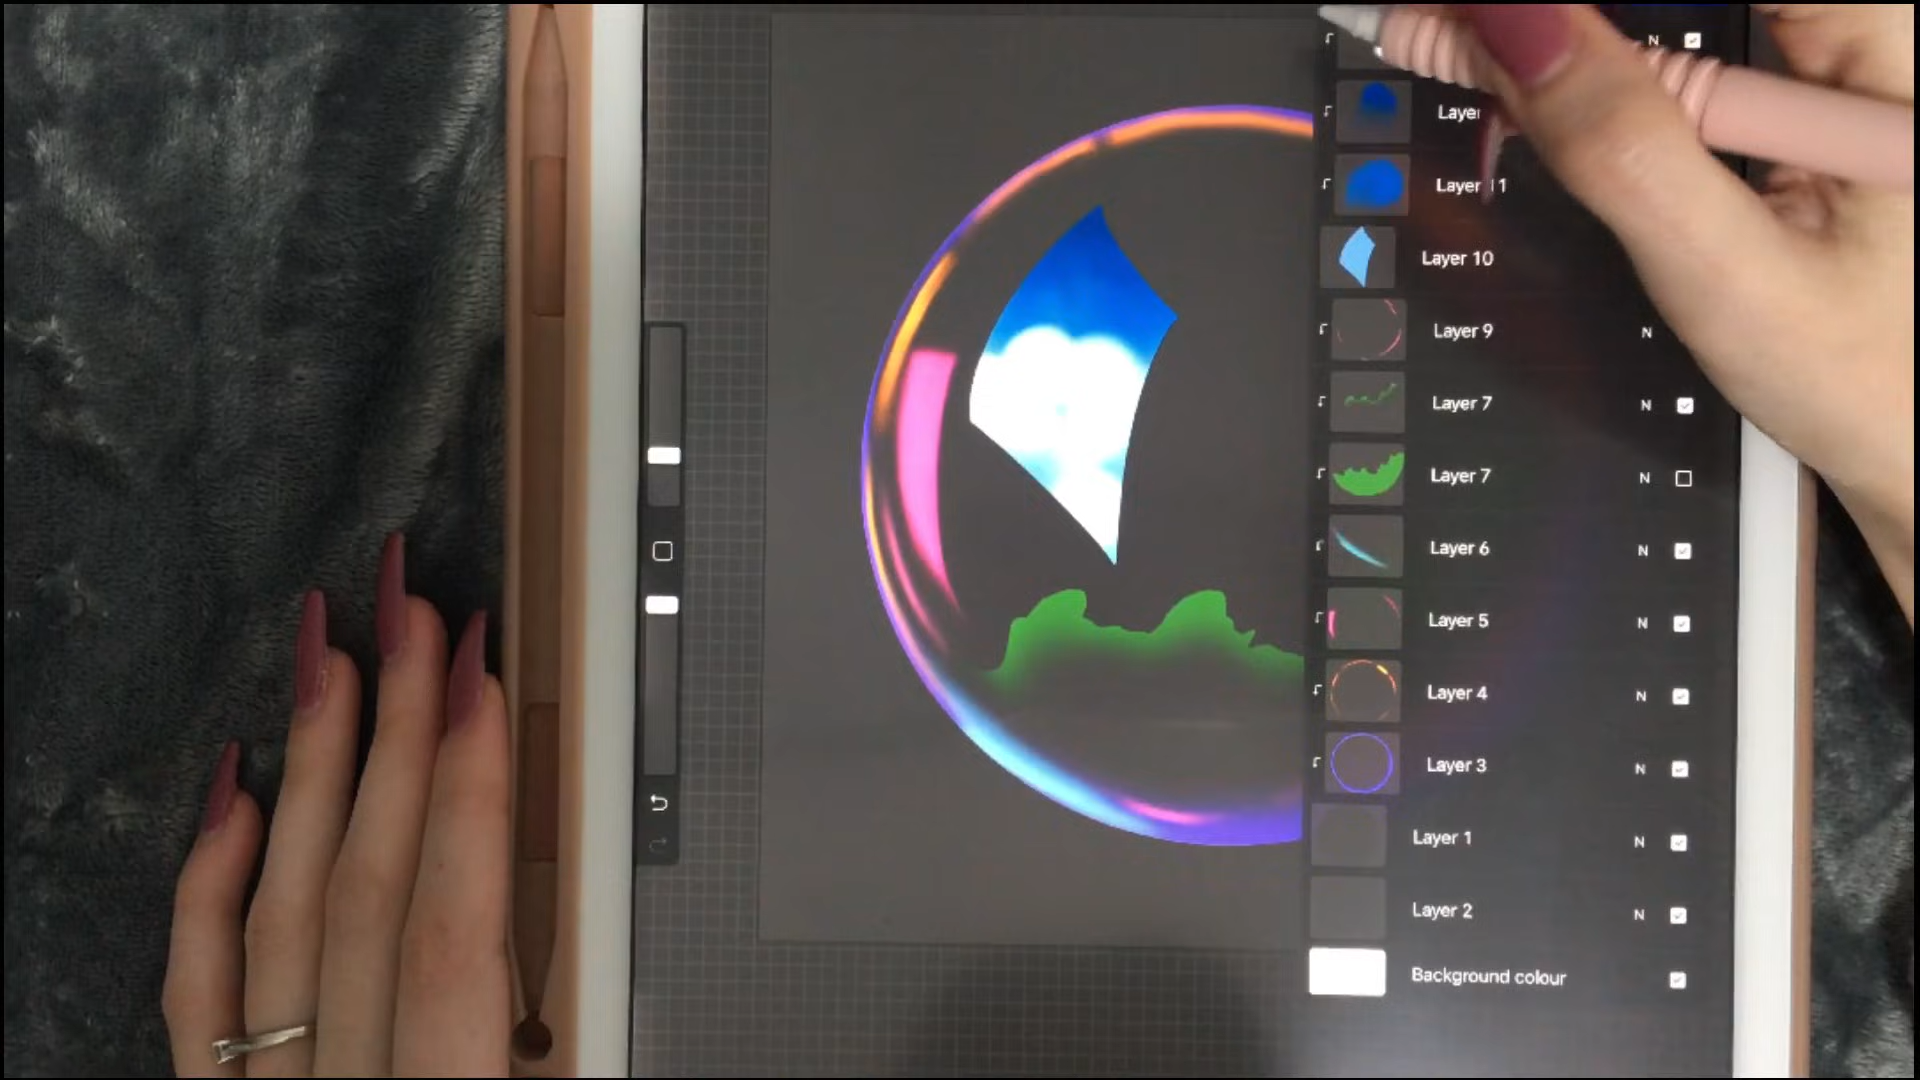 N
Laye
Layer 11
Layer 10
Layer 9 N
Layer 7 N
Layer 7 N
Layer 6 N
Layer 5 N
Layer 4 N
Layer 3 N
Layer 1 N
Layer 2 N
Background colour